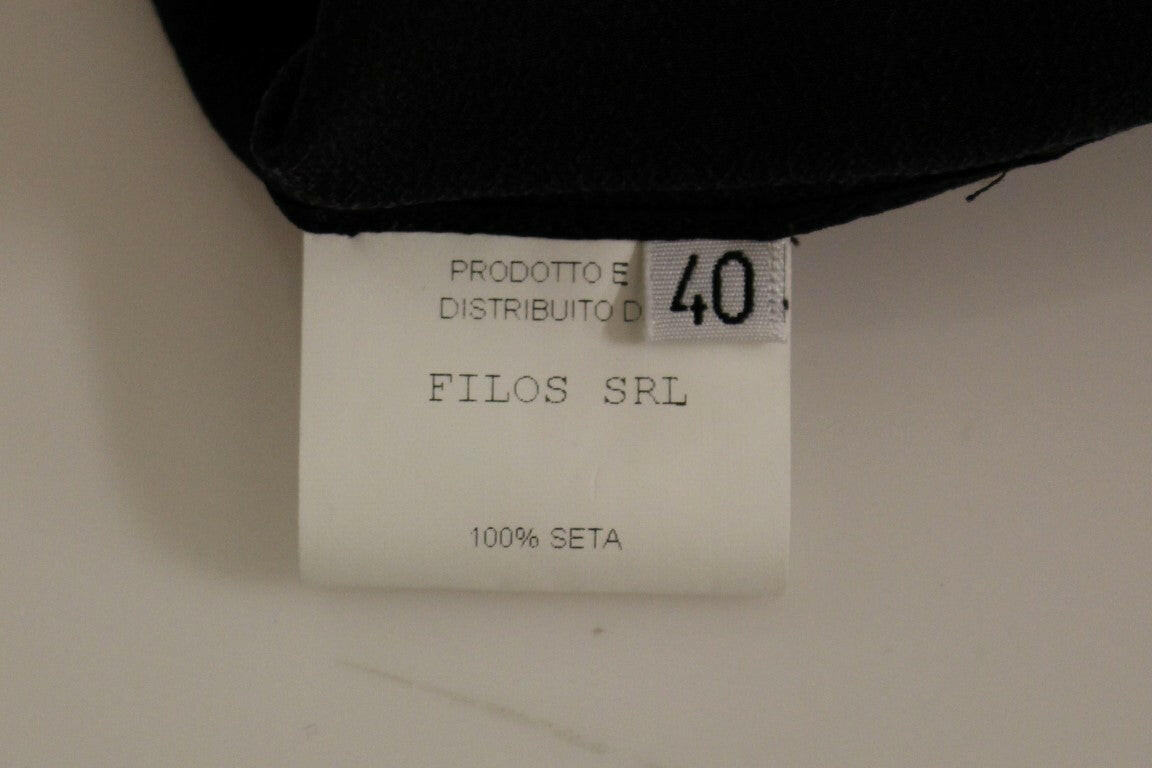 PRODOTTO E
DISTRIBUITO D
40
FILOS SRL
100% SETA